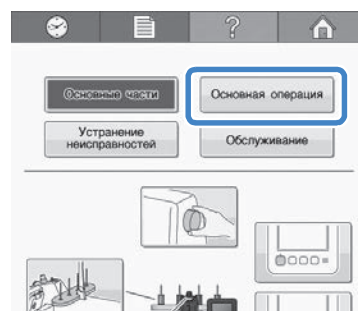 ?
Основные части
Основная операция
Устранение
неисправностей
Обслуживание